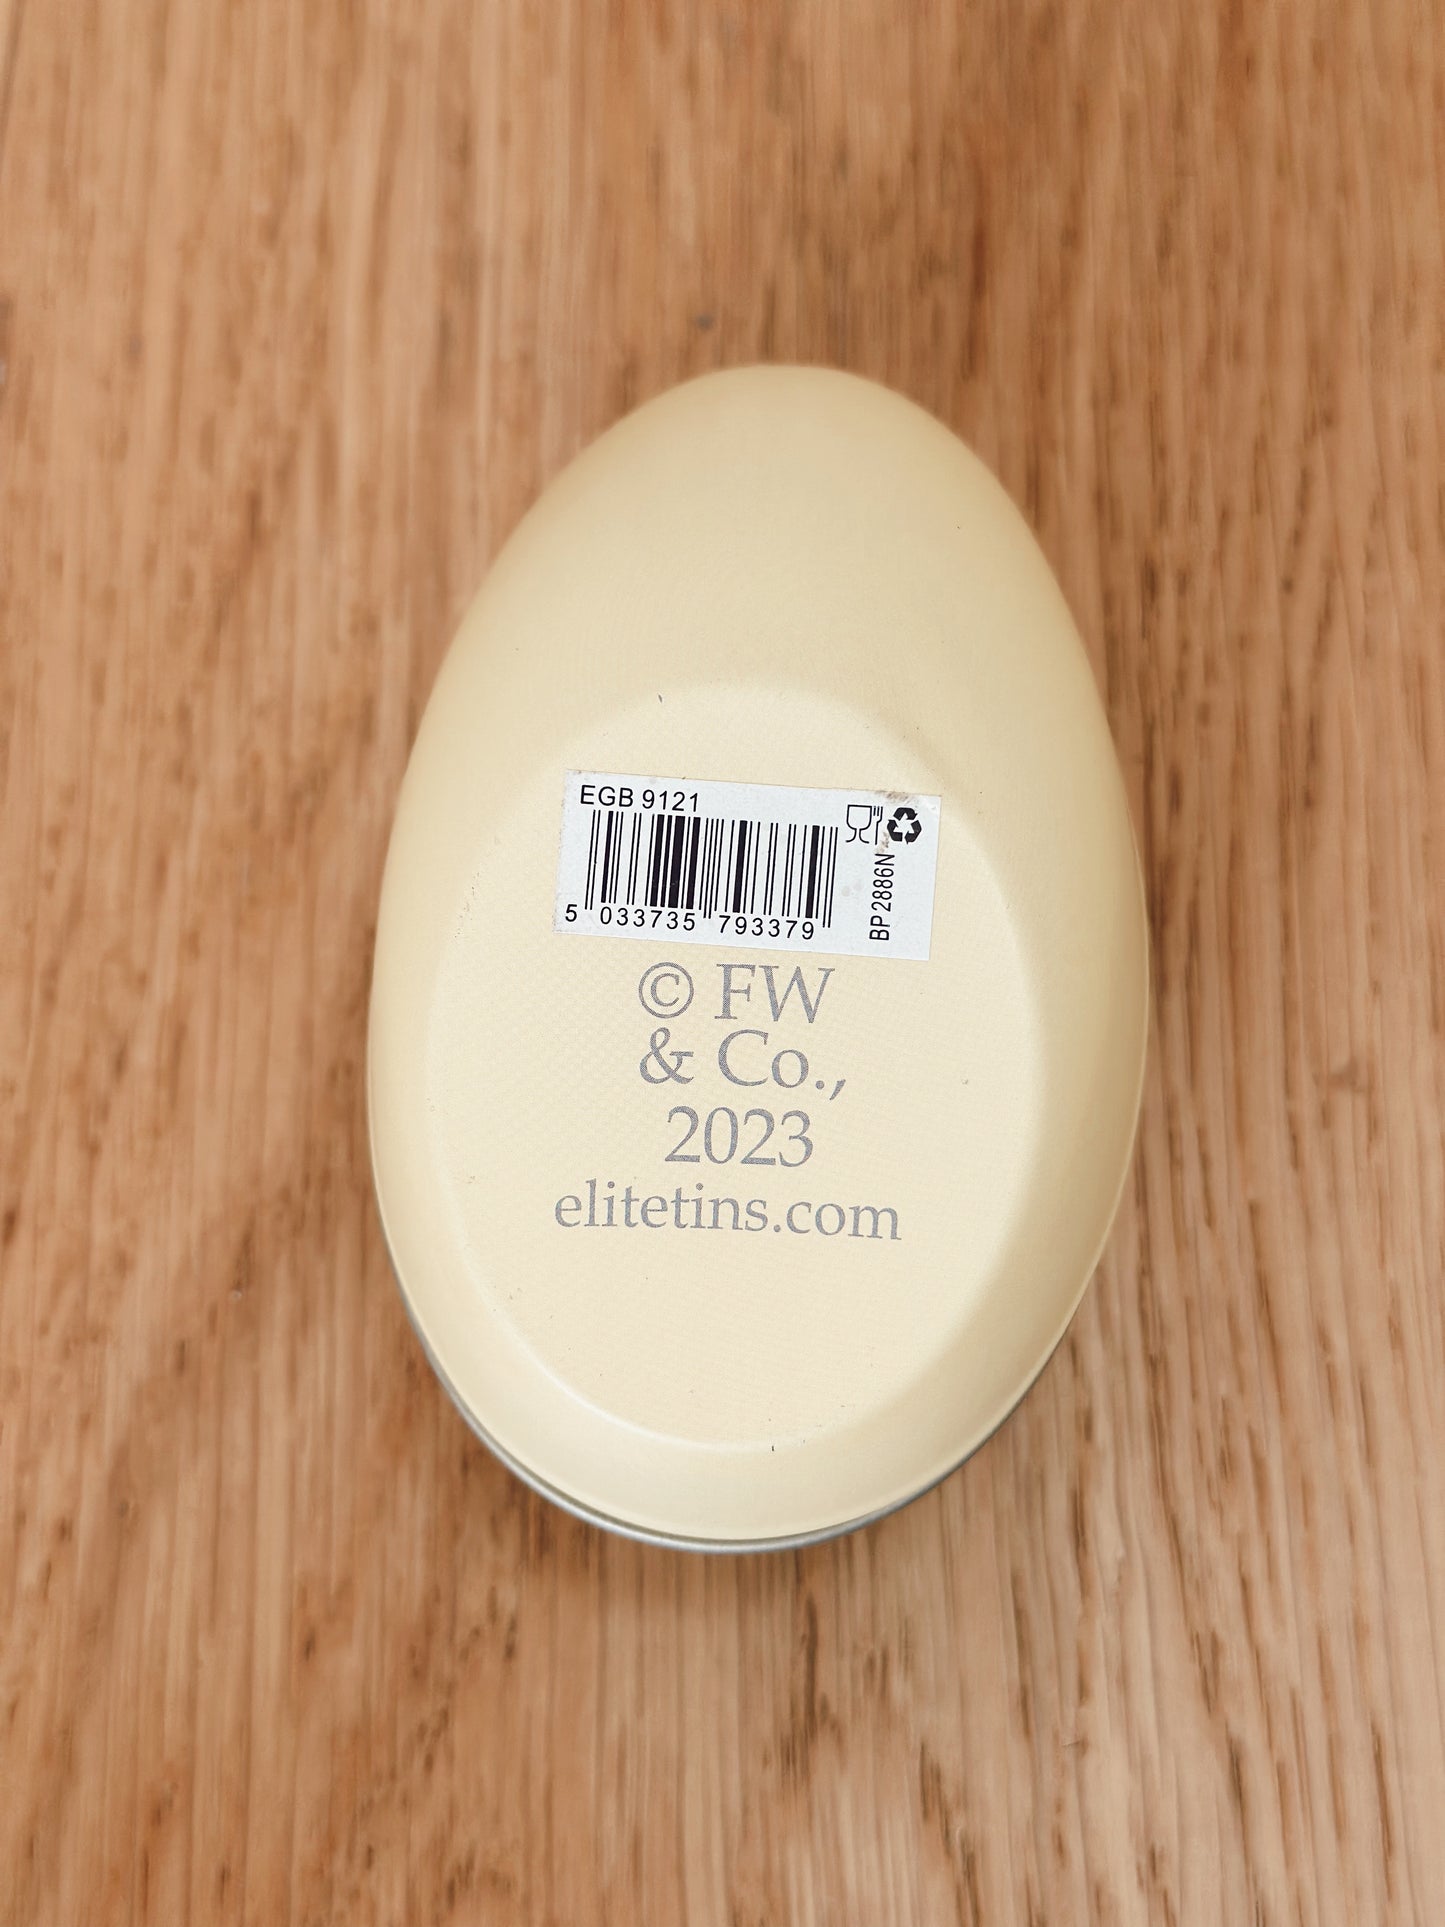 EGB 9121
5 033735 793379
BP2886N
© FW
& Co.,
2023
elitetins.com